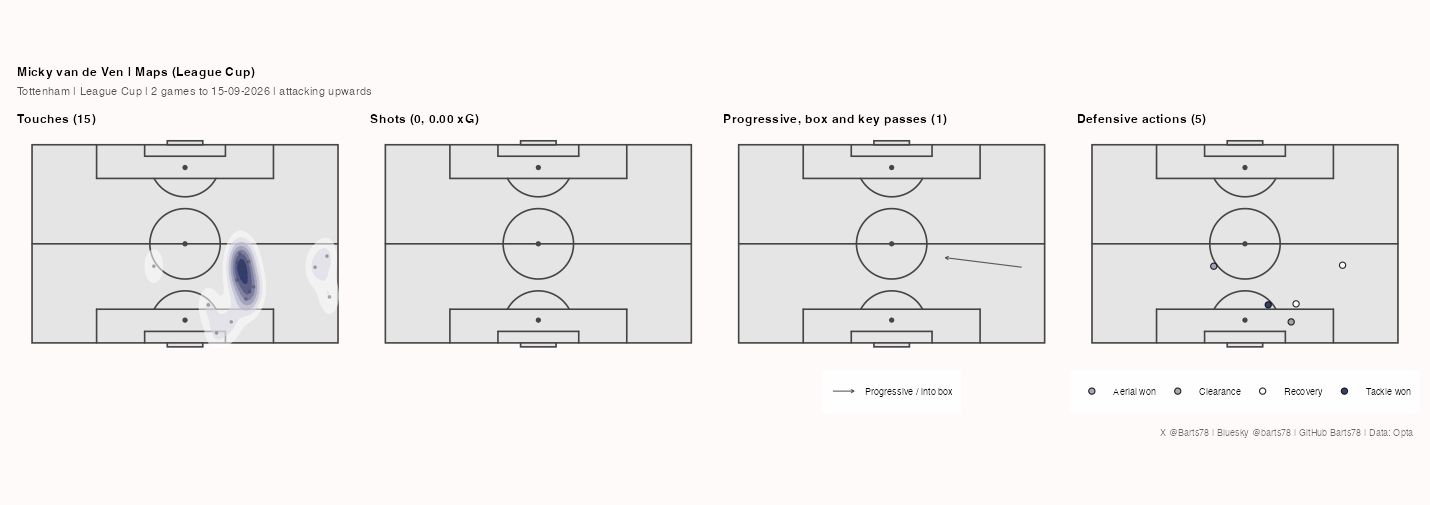 Micky van de Ven | Maps (League Cup)
Tottenham | League Cup | 2 games to 15-09-2026 | attacking upwards
Touches (15)
Shots (0, 0.00 xG)
Progressive, box and key passes (1)
Defensive actions (5)
Progressive / into box
Aerial won
Clearance
Recovery
Tackle won
X @Barts78 | Bluesky @barts78 | GitHub Barts78 | Data: Opta